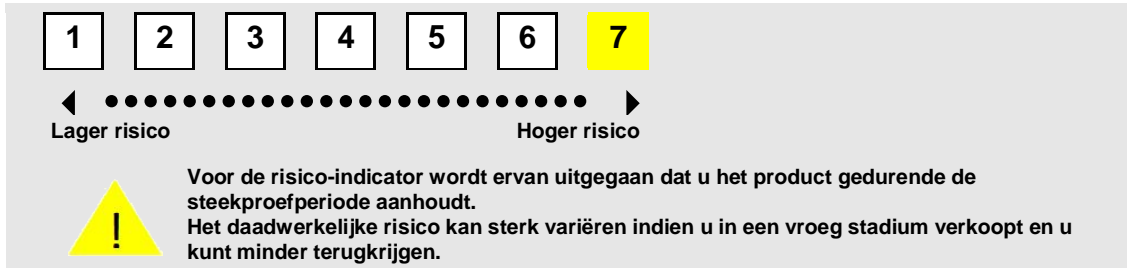 1 2 3 4 5 6 7
Lager risico Hoger risico
!
Voor de risico-indicator wordt ervan uitgegaan dat u het product gedurende de
steekproefperiode aanhoudt.
Het daadwerkelijke risico kan sterk variëren indien u in een vroeg stadium verkoopt en u
kunt minder terugkrijgen.